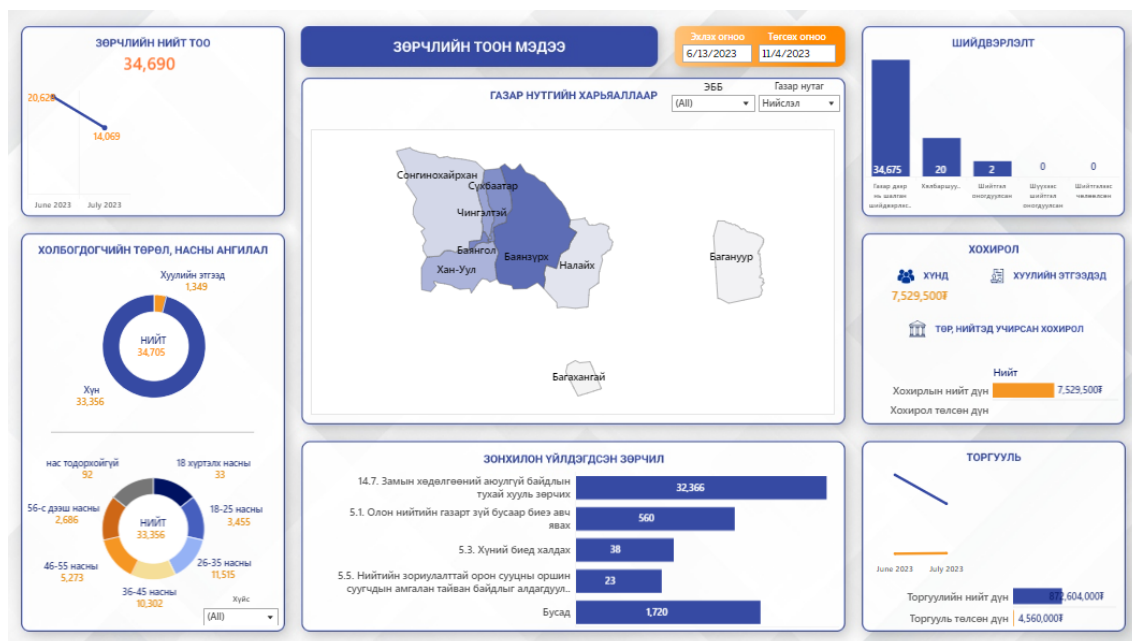 ЗӨРЧЛИЙН НИЙТ ТОО
34,690
20,621
14,069
June 2023
July 2023
ЗӨРЧЛИЙН ТООН МЭДЭЭ
Эхлэх огноо
Төгсөх огноо
6/13/2023
11/4/2023
ГАЗАР НУТГИЙН ХАРЬЯАЛЛААР
ЭББ
Газар нутаг
(All)
Нийслэл
Сонгинохайрхан
Сүхбаатар
Чингэлтэй
Баянгол
Баянзүрх
Хан-Уул
Налайх
Багануур
Багахангай
ШИЙДВЭРЛЭЛТ
34,675
20
2
0
0
Газар дээр
нь шалган
шийдвэрлэс..
Хялбаршуу..
Шийтгэл
оногдуулсан
Шүүхээс
шийтгэл
оногдуулсан
Шийтгэлээс
чөлөөлсөн
ХОЛБОГДОГЧИЙН ТӨРӨЛ, НАСНЫ АНГИЛАЛ
Хуулийн этгээд
1,349
НИЙТ
34,705
Хүн
33,356
нас тодорхойгүй
92
18 хүртэлх насны
33
56-с дээш насны
2,686
18-25 насны
3,455
НИЙТ
33,356
46-55 насны
5,273
26-35 насны
11,515
36-45 насны
10,302
Хүйс
(All)
ЗОНХИЛОН ҮЙЛДЭГДСЭН ЗӨРЧИЛ
14.7. Замын хөдөлгөөний аюулгүй байдлын
тухай хууль зөрчих
32,366
5.1. Олон нийтийн газарт зүй бусаар биеэ авч
явах
560
5.3. Хүний биед халдах
38
5.5. Нийтийн зориулалттай орон сууцны оршин
суугчдын амгалан тайван байдлыг алдагдуул..
23
Бусад
1,720
ХОХИРОЛ
ХҮНД
7,529,500₮
ХУУЛИЙН ЭТГЭЭДЭД
ТӨР, НИЙТЭД УЧИРСАН ХОХИРОЛ
Нийт
Хохирлын нийт дүн
7,529,500₮
Хохирол төлсөн дүн
ТОРГУУЛЬ
June 2023
July 2023
Торгуулийн нийт дүн
872,604,000₮
Торгууль төлсөн дүн
4,560,000₮